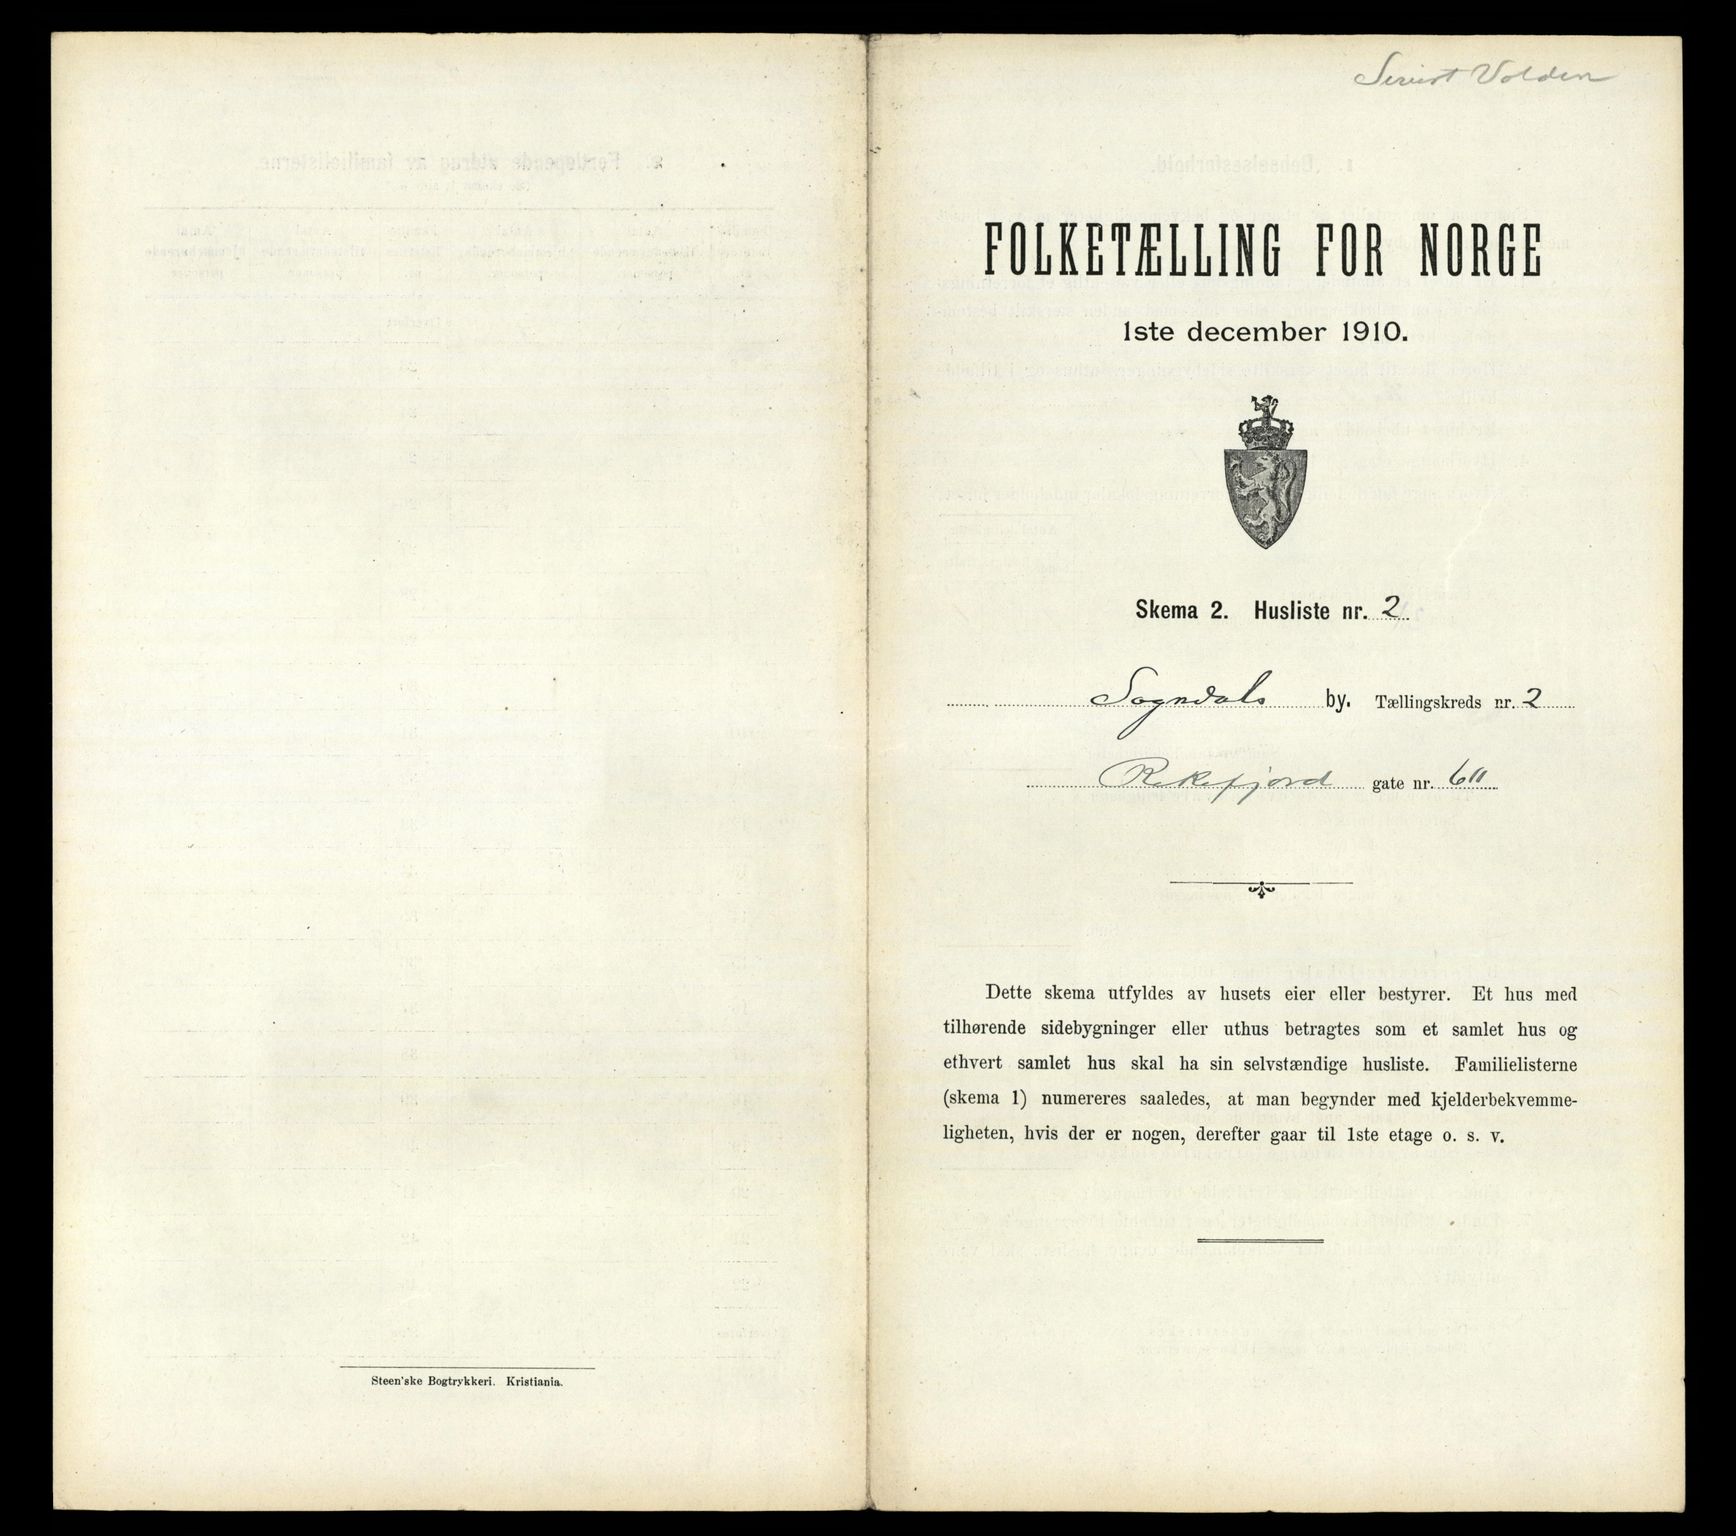 Volden
FOLKETÆLLING FOR NORGE
1ste december 1910.
Skema 2. Husliste nr. 2
Sogndals by. Tællingskreds nr. 2
Rekefjord gate nr. 60
Dette skema utfyldes av husets eier eller bestyrer. Et hus med
tilhørende sidebygninger eller uthus betragtes som et samlet hus og
ethvert samlet hus skal ha sin selvstændige husliste. Familielisterne
(skema 1) numereres saaledes, at man begynder med kjelderbekvemme-
ligheten, hvis der er nogen, derefter gaar til 1ste etage o. s. v.
Steen'ske Bogtrykkeri. Kristiania.